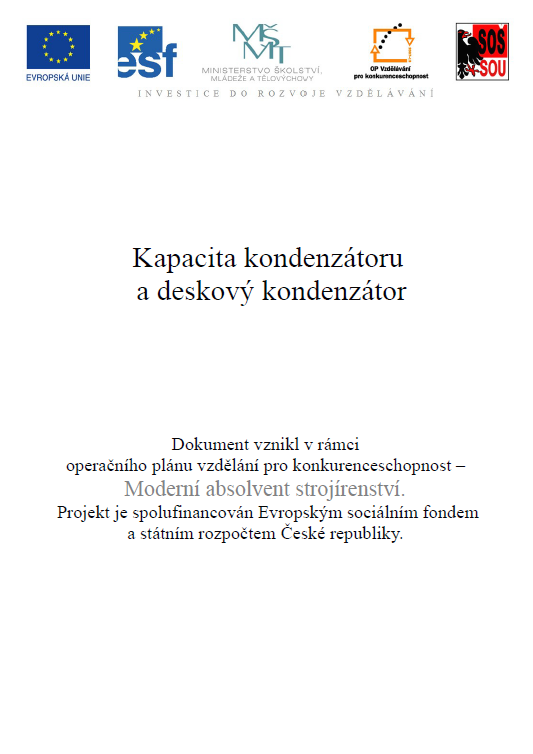 EVROPSKÁ UNIE
esf
MŠMT
MINISTERSTVO ŠKOLSTVÍ,
MLÁDEŽE A TĚLOVÝCHOVY
OP Vzdělávání
pro konkurenceschopnost
SOŠ
SOU
INVESTICE DO ROZVOJE VZDĚLÁVÁNÍ
Kapacita kondenzátoru
a deskový kondenzátor
Dokument vznikl v rámci
operačního plánu vzdělání pro konkurenceschopnost –
Moderní absolvent strojírenství.
Projekt je spolufinancován Evropským sociálním fondem
a státním rozpočtem České republiky.